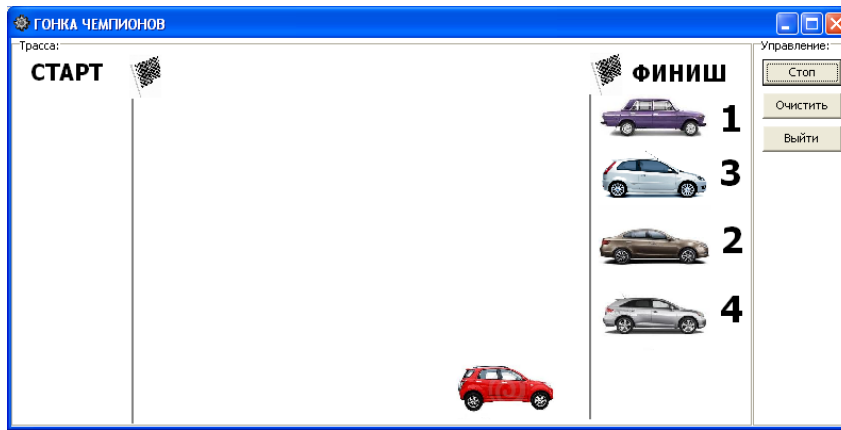 ГОНКА ЧЕМПИОНОВ
Трасса:
Управление:
СТАРТ
ФИНИШ
Стоп
1
Очистить
Выйти
3
2
4